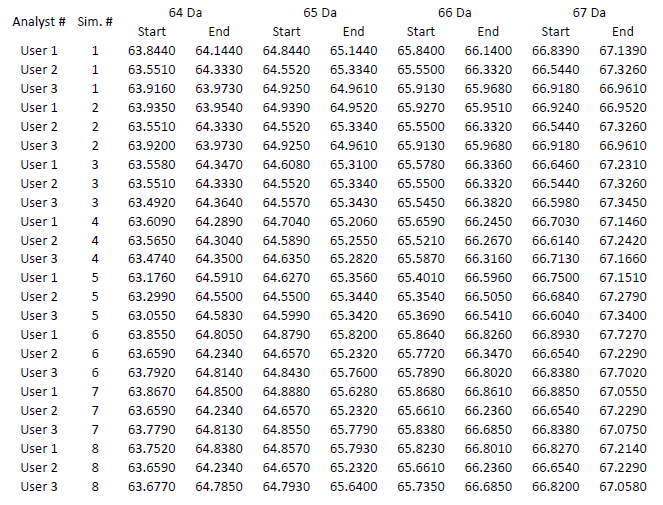 64 Da 65 Da 66 Da 67 Da
Analyst # Sim. #
Start End Start End Start End Start End
User 1 1 63.8440 64.1440 64.8440 65.1440 65.8400 66.1400 66.8390 67.1390
User 2 1 63.5510 64.3330 64.5520 65.3340 65.5500 66.3320 66.5440 67.3260
User 3 1 63.9160 63.9730 64.9250 64.9610 65.9130 65.9680 66.9180 66.9610
User 1 2 63.9350 63.9540 64.9390 64.9520 65.9270 65.9510 66.9240 66.9520
User 2 2 63.5510 64.3330 64.5520 65.3340 65.5500 66.3320 66.5440 67.3260
User 3 2 63.9200 63.9730 64.9250 64.9610 65.9130 65.9680 66.9180 66.9610
User 1 3 63.5580 64.3470 64.6080 65.3100 65.5780 66.3360 66.6460 67.2310
User 2 3 63.5510 64.3330 64.5520 65.3340 65.5500 66.3320 66.5440 67.3260
User 3 3 63.4920 64.3640 64.5570 65.3430 65.5450 66.3820 66.5980 67.3450
User 1 4 63.6090 64.2890 64.7040 65.2060 65.6590 66.2450 66.7030 67.1460
User 2 4 63.5650 64.3040 64.5890 65.2550 65.5210 66.2670 66.6140 67.2420
User 3 4 63.4740 64.3500 64.6350 65.2820 65.5870 66.3160 66.7130 67.1660
User 1 5 63.1760 64.5910 64.6270 65.3560 65.4010 66.5960 66.7500 67.1510
User 2 5 63.2990 64.5500 64.5500 65.3440 65.3540 66.5050 66.6840 67.2790
User 3 5 63.0550 64.5830 64.5990 65.3420 65.3690 66.5410 66.6040 67.3400
User 1 6 63.8550 64.8050 64.8790 65.8200 65.8640 66.8260 66.8930 67.7270
User 2 6 63.6590 64.2340 64.6570 65.2320 65.7720 66.3470 66.6540 67.2290
User 3 6 63.7920 64.8140 64.8430 65.7600 65.7890 66.8020 66.8380 67.7020
User 1 7 63.8670 64.8500 64.8880 65.6280 65.8680 66.8610 66.8850 67.0550
User 2 7 63.6590 64.2340 64.6570 65.2320 65.6610 66.2360 66.6540 67.2290
User 3 7 63.7790 64.8130 64.8550 65.7790 65.8380 66.6850 66.8380 67.0750
User 1 8 63.7520 64.8380 64.8570 65.7930 65.8230 66.8010 66.8270 67.2140
User 2 8 63.6590 64.2340 64.6570 65.2320 65.6610 66.2360 66.6540 67.2290
User 3 8 63.6770 64.7850 64.7930 65.6400 65.7350 66.6850 66.8200 67.0580